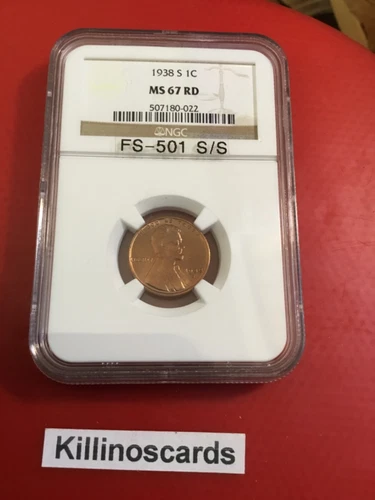 1938 S 1C
MS 67 RD
507180-022
NGC
FS-501 S/S
Killinoscards